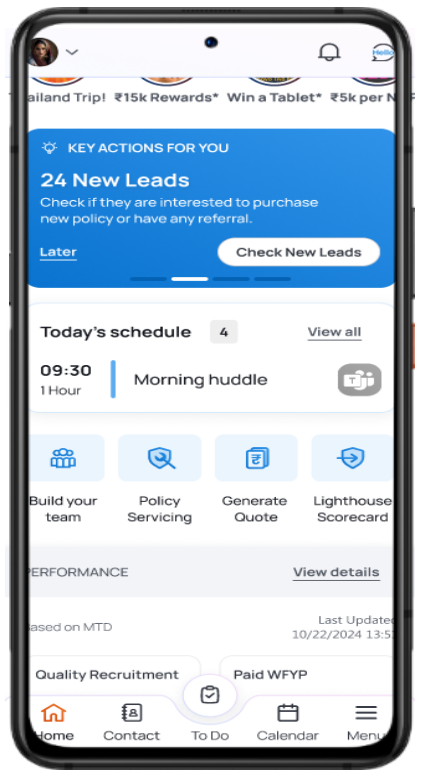 Hello
ailand Trip! ₹15k Rewards* Win a Tablet* ₹5k per N
KEY ACTIONS FOR YOU
24 New Leads
Check if they are interested to purchase
new policy or have any referral.
Later
Check New Leads
Today's schedule 4 View all
09:30
1 Hour
Morning huddle
T
Build your
team
Policy
Servicing
Generate
Quote
Lighthouse
Scorecard
PERFORMANCE View details
Based on MTD
Last Updated
10/22/2024 13:5
Quality Recruitment Paid WFYP
Home Contact To Do Calendar Menu